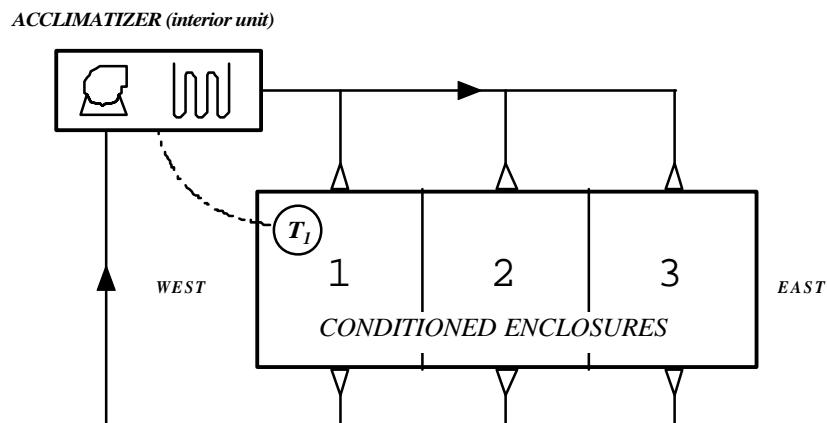 ACCLIMATIZER (interior unit)
T1
1 2 3
WEST EAST
CONDITIONED ENCLOSURES